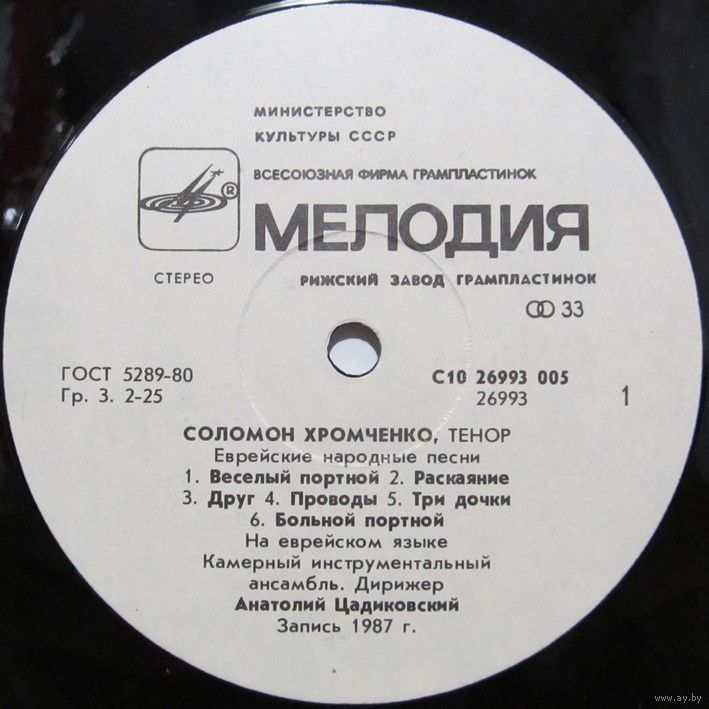 МИНИСТЕРСТВО
КУЛЬТУРЫ СССР
ВСЕСОЮЗНАЯ ФИРМА ГРАМПЛАСТИНОК
®
МЕЛОДИЯ
СТЕРЕО
РИЖСКИЙ ЗАВОД ГРАМПЛАСТИНОК
33
ГОСТ 5289-80
Гр. 3. 2-25
С10 26993 005
26993
1
СОЛОМОН ХРОМЧЕНКО, ТЕНОР
Еврейские народные песни
1. Веселый портной 2. Раскаяние
3. Друг 4. Проводы 5. Три дочки
6. Больной портной
На еврейском языке
Камерный инструментальный
ансамбль. Дирижер
Анатолий Цадиковский
Запись 1987 г.
www.ay.by